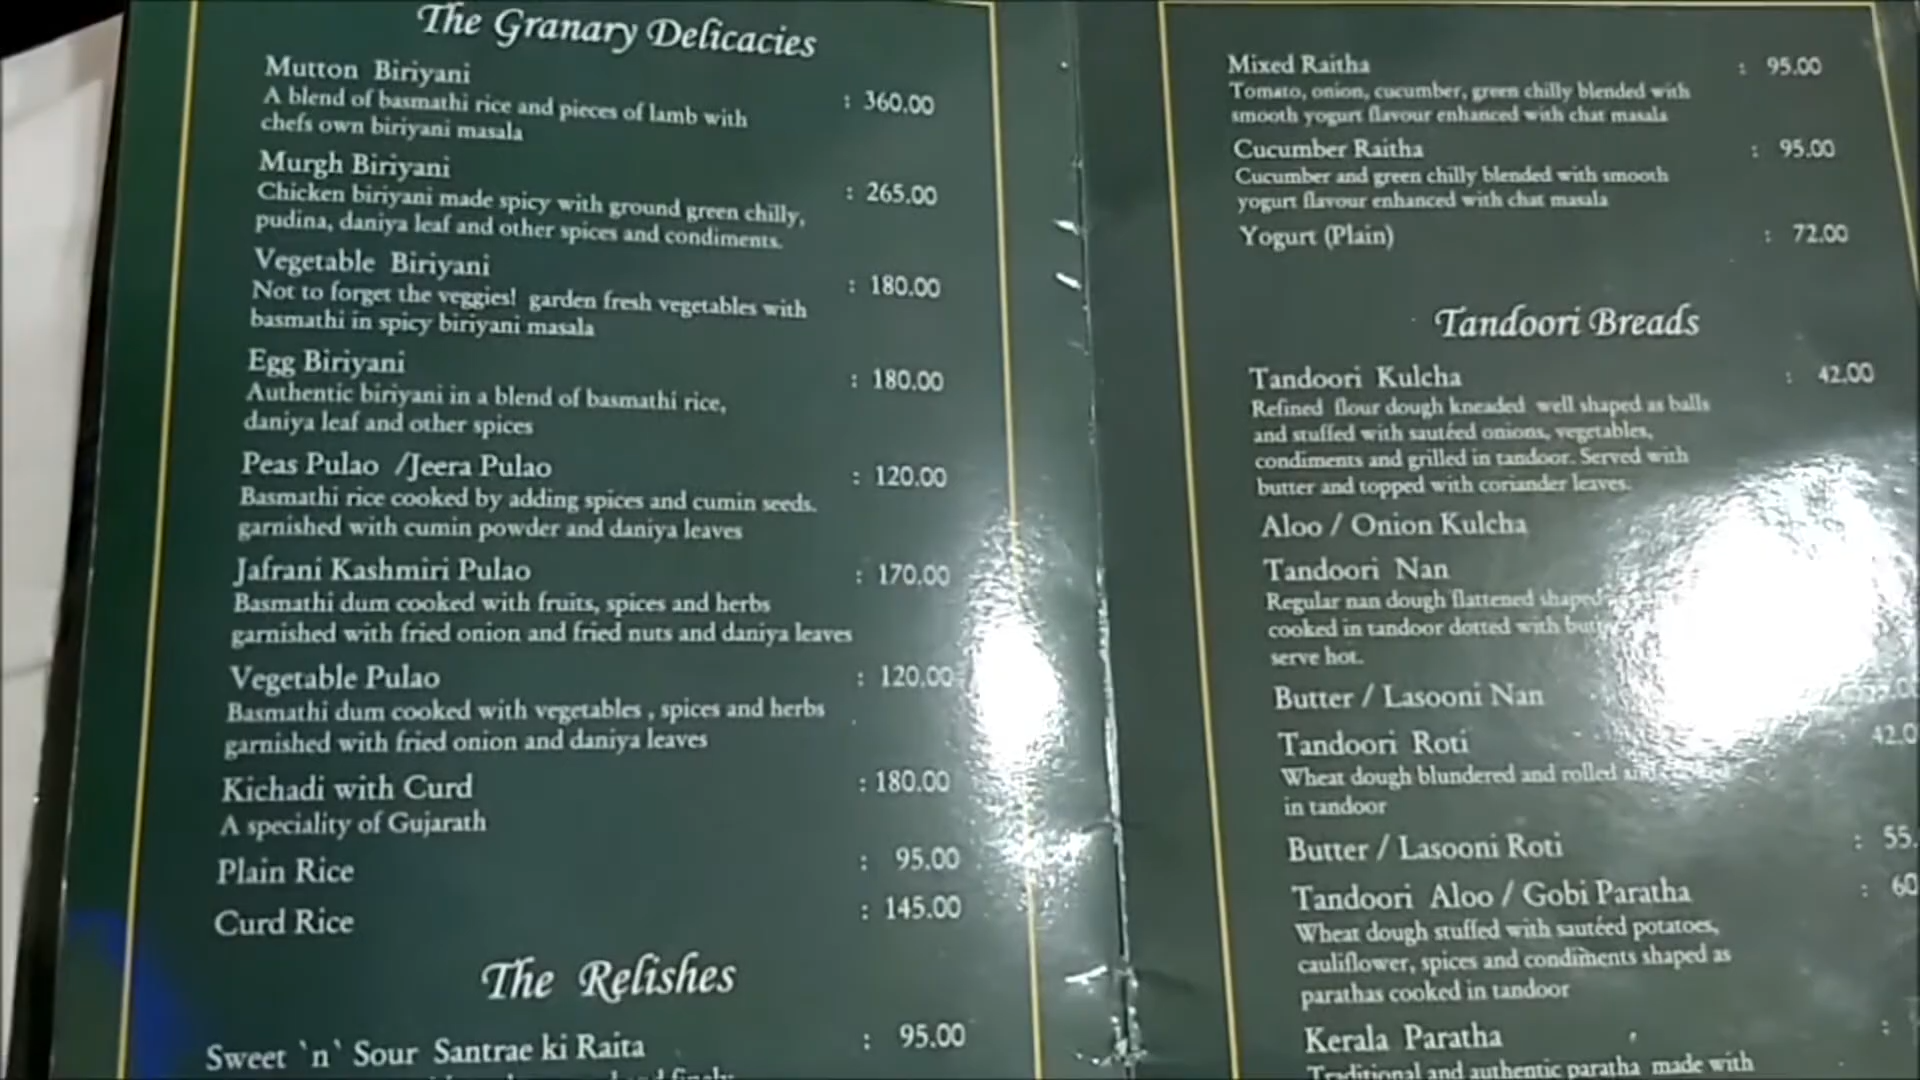 The Granary Delicacies
Mutton Biriyani
: 360.00
A blend of basmathi rice and pieces of lamb with
chefs own biriyani masala
Murgh Biriyani
: 265.00
Chicken biriyani made spicy with ground green chilly,
pudina, daniya leaf and other spices and condiments.
Vegetable Biriyani
: 180.00
Not to forget the veggies! garden fresh vegetables with
basmathi in spicy biriyani masala
Egg Biriyani
: 180.00
Authentic biriyani in a blend of basmathi rice,
daniya leaf and other spices
Peas Pulao /Jeera Pulao
: 120.00
Basmathi rice cooked by adding spices and cumin seeds.
garnished with cumin powder and daniya leaves
Jafrani Kashmiri Pulao
: 170.00
Basmathi dum cooked with fruits, spices and herbs
garnished with fried onion and fried nuts and daniya leaves
Vegetable Pulao
: 120.00
Basmathi dum cooked with vegetables , spices and herbs
garnished with fried onion and daniya leaves
Kichadi with Curd
: 180.00
A speciality of Gujarath
Plain Rice : 95.00
Curd Rice : 145.00
The Relishes
Sweet `n` Sour Santrae ki Raita : 95.00
Mixed Raitha : 95.00
Tomato, onion, cucumber, green chilly blended with
smooth yogurt flavour enhanced with chat masala
Cucumber Raitha : 95.00
Cucumber and green chilly blended with smooth
yogurt flavour enhanced with chat masala
Yogurt (Plain) : 72.00
Tandoori Breads
Tandoori Kulcha : 42.00
Refined flour dough kneaded well shaped as balls
and stuffed with sautéed onions, vegetables,
condiments and grilled in tandoor. Served with
butter and topped with coriander leaves.
Aloo / Onion Kulcha
Tandoori Nan
Regular nan dough flattened shaped
cooked in tandoor dotted with
serve hot.
Butter / Lasooni Nan
Tandoori Roti 42.0
Wheat dough blundered and rolled
in tandoor
Butter / Lasooni Roti : 55.
Tandoori Aloo / Gobi Paratha : 60
Wheat dough stuffed with sautéed potatoes,
cauliflower, spices and condiments shaped as
parathas cooked in tandoor
Kerala Paratha :
Traditional and authentic paratha made with